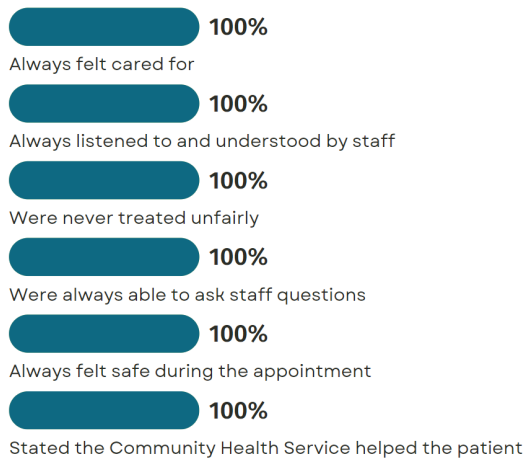 100%
Always felt cared for
100%
Always listened to and understood by staff
100%
Were never treated unfairly
100%
Were always able to ask staff questions
100%
Always felt safe during the appointment
100%
Stated the Community Health Service helped the patient